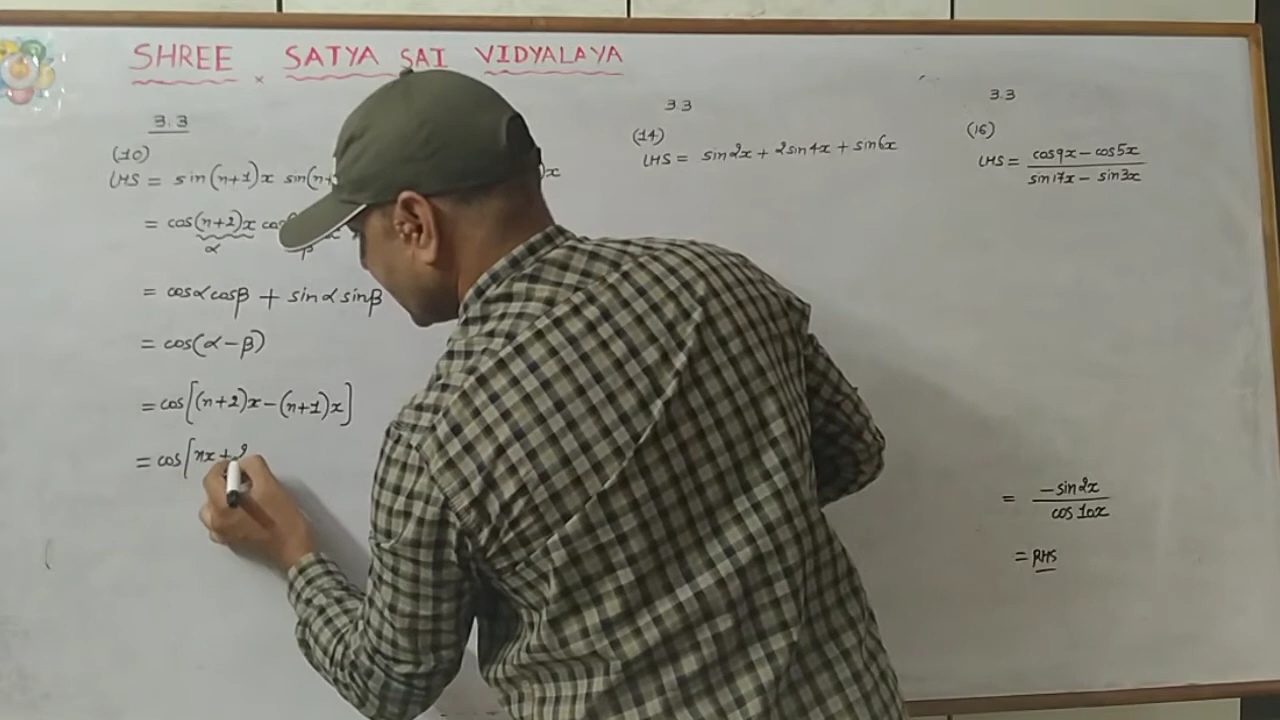 SHREE SATYA SAI VIDYALAYA
3.3
(10)
LHS = sin(n+1)x sin(n+ x
= cos(n+2)x cos
α β
= cosα cosβ + sinα sinβ
= cos(α-β)
= cos[(n+2)x-(n+1)x]
= cos[nx+2
3.3
(14)
LHS = sin2x + 2sin4x + sin6x
3.3
(16)
LHS = cos9x - cos5x
sin17x - sin3x
= -sin2x
cos10x
= RHS